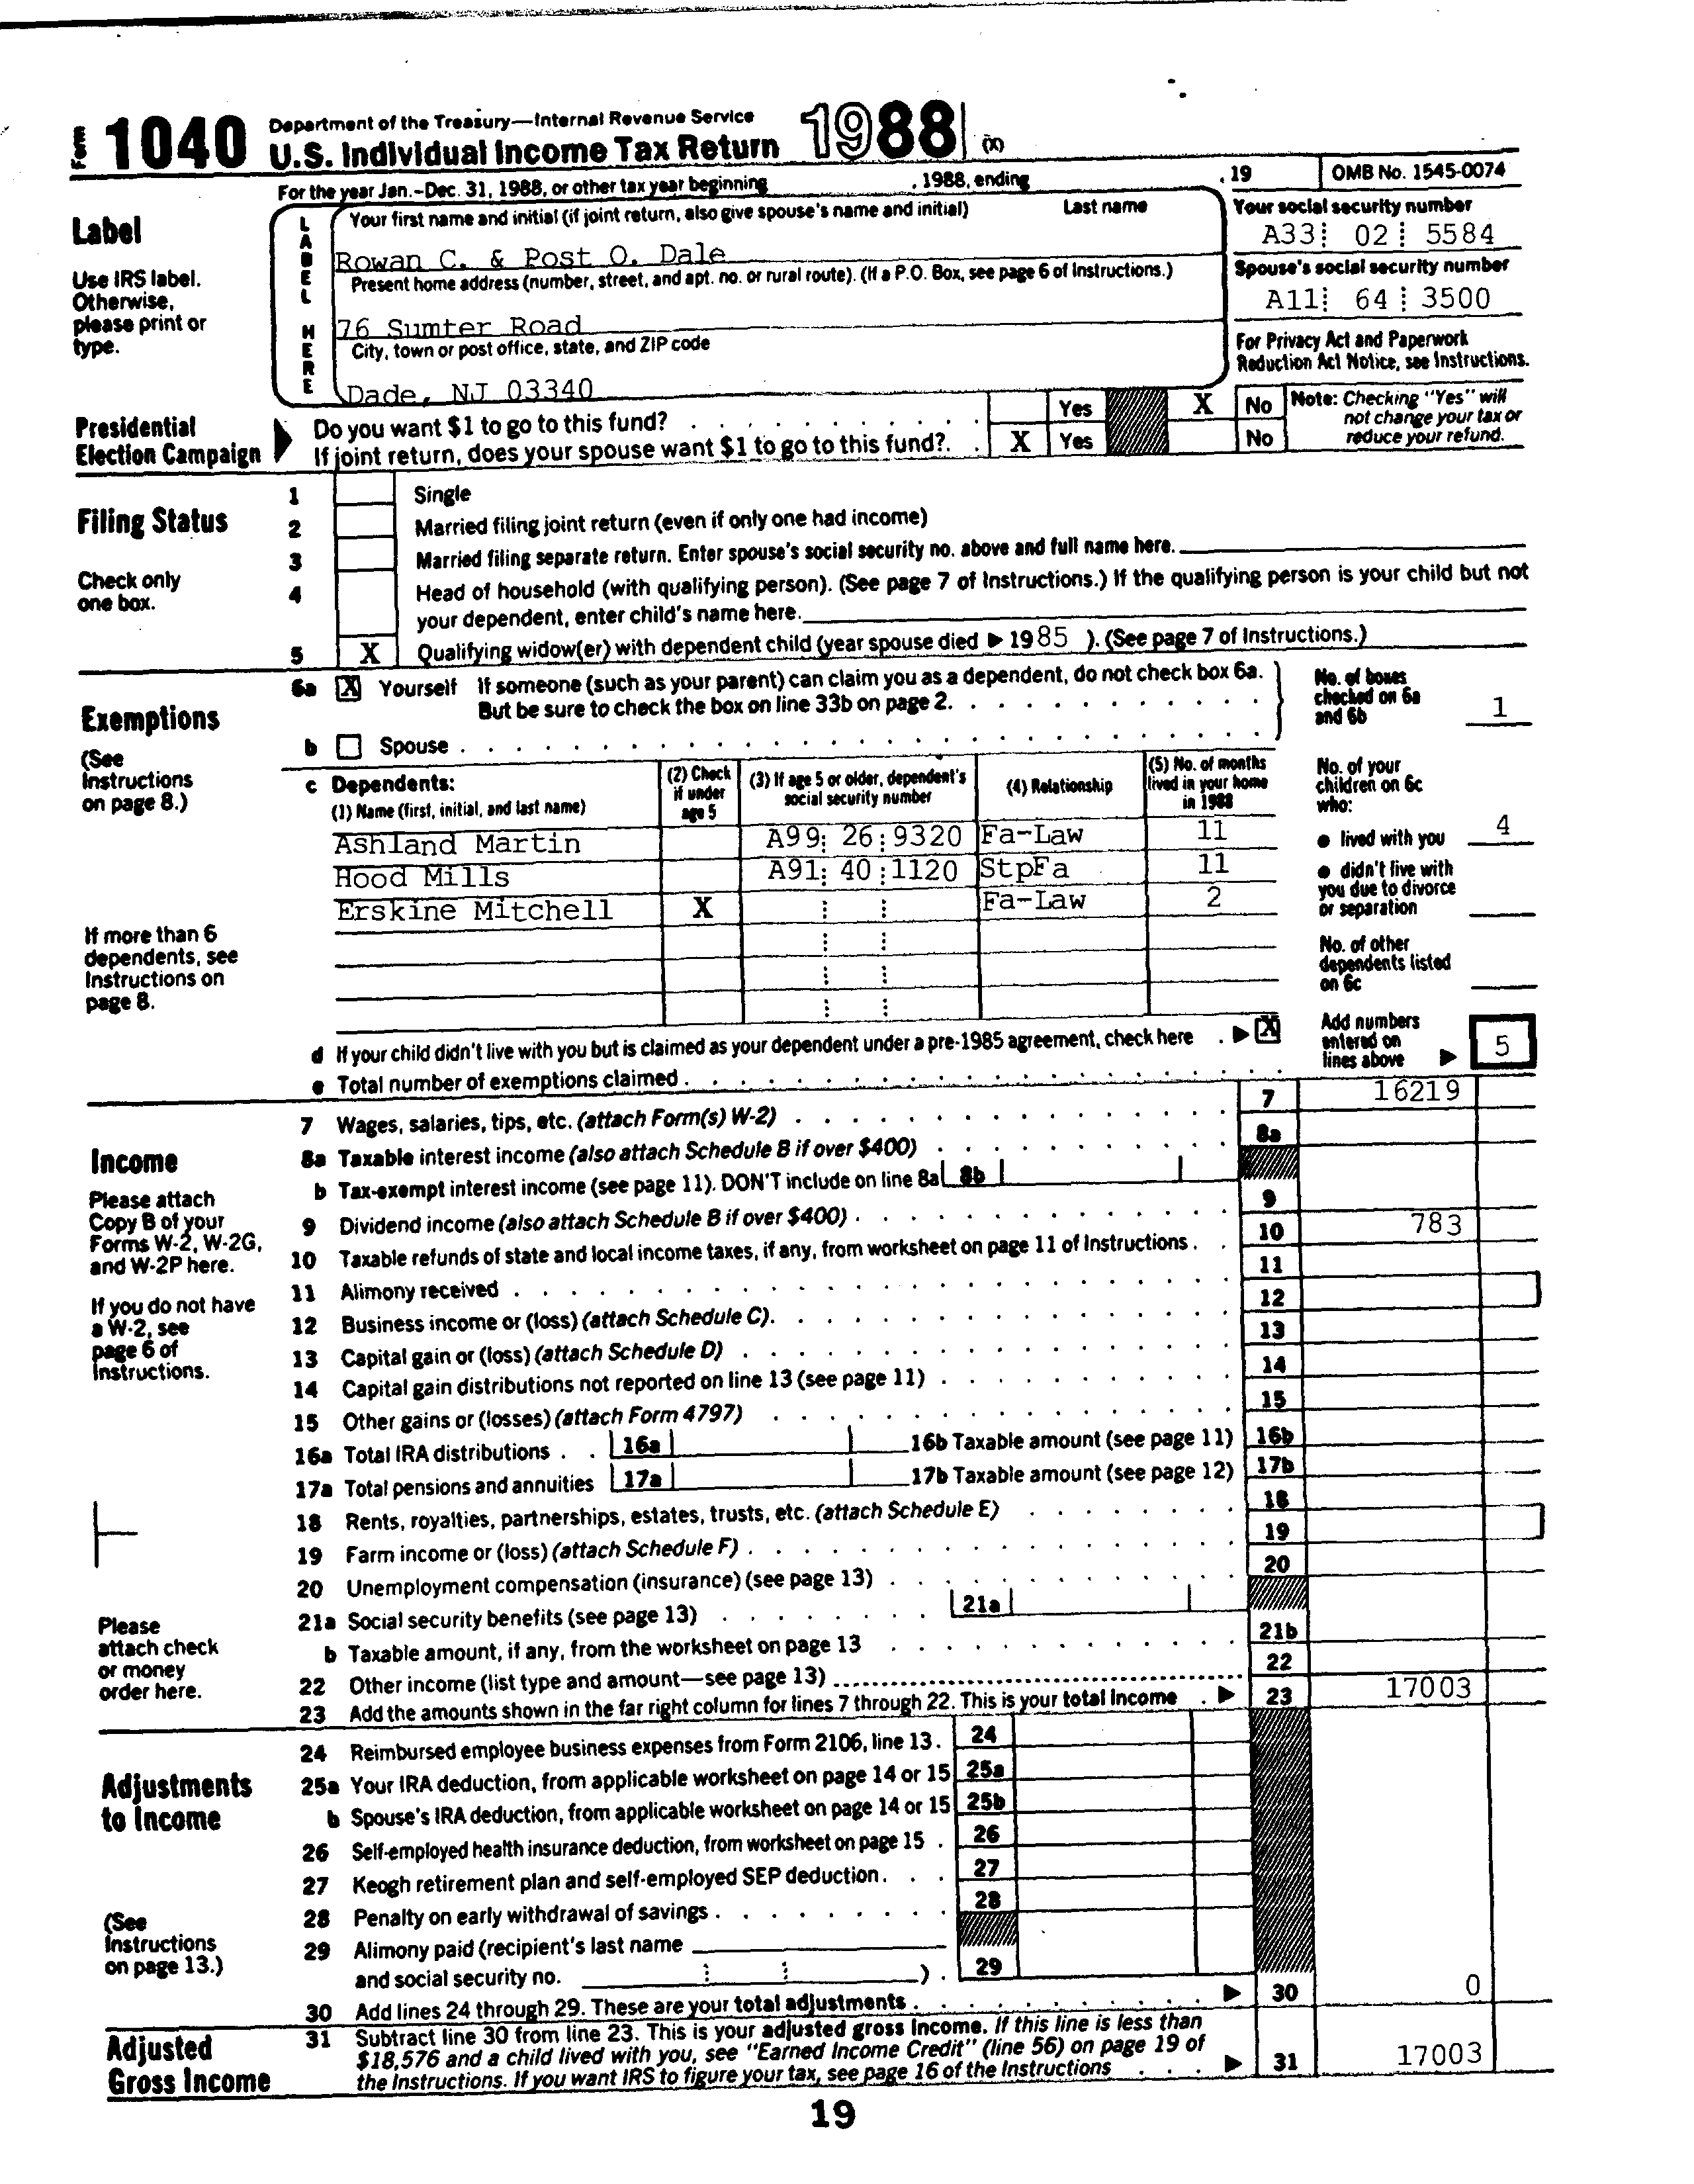 Form 1040 Department of the Treasury—Internal Revenue Service
U.S. Individual Income Tax Return 1988 (X)
For the year Jan.-Dec. 31, 1988, or other tax year beginning , 1988, ending , 19 OMB No. 1545-0074
Label
Use IRS label.
Otherwise,
please print or
type.
LABEL HERE
Your first name and initial (if joint return, also give spouse's name and initial) Last name
Rowan C. & Post O. Dale
Present home address (number, street, and apt. no. or rural route). (If a P.O. Box, see page 6 of Instructions.)
76 Sumter Road
City, town or post office, state, and ZIP code
Dade, NJ 03340
Your social security number
A33 02 5584
Spouse's social security number
A11 64 3500
For Privacy Act and Paperwork
Reduction Act Notice, see Instructions.
Presidential
Election Campaign
Do you want $1 to go to this fund? Yes X No
If joint return, does your spouse want $1 to go to this fund? X Yes No
Note: Checking "Yes" will
not change your tax or
reduce your refund.
Filing Status
Check only
one box.
1 Single
2 Married filing joint return (even if only one had income)
3 Married filing separate return. Enter spouse's social security no. above and full name here.
4 Head of household (with qualifying person). (See page 7 of Instructions.) If the qualifying person is your child but not
your dependent, enter child's name here.
5 X Qualifying widow(er) with dependent child (year spouse died ▶ 1985 ). (See page 7 of Instructions.)
Exemptions
(See
Instructions
on page 8.)
If more than 6
dependents, see
Instructions on
page 8.
6a X Yourself If someone (such as your parent) can claim you as a dependent, do not check box 6a.
But be sure to check the box on line 33b on page 2.
b Spouse
No. of boxes
checked on 6a
and 6b 1
c Dependents:
(1) Name (first, initial, and last name)
(2) Check
if under
age 5
(3) If age 5 or older, dependent's
social security number
(4) Relationship
(5) No. of months
lived in your home
in 1988
Ashland Martin A99 26 9320 Fa-Law 11
Hood Mills A91 40 1120 StpFa 11
Erskine Mitchell X Fa-Law 2
No. of your
children on 6c
who:
● lived with you 4
● didn't live with
you due to divorce
or separation
No. of other
dependents listed
on 6c
d If your child didn't live with you but is claimed as your dependent under a pre-1985 agreement, check here ▶ X
e Total number of exemptions claimed
Add numbers
entered on
lines above ▶ 5
Income
Please attach
Copy B of your
Forms W-2, W-2G,
and W-2P here.
If you do not have
a W-2, see
page 6 of
Instructions.
Please
attach check
or money
order here.
7 Wages, salaries, tips, etc. (attach Form(s) W-2) 7 16219
8a Taxable interest income (also attach Schedule B if over $400) 8a
b Tax-exempt interest income (see page 11). DON'T include on line 8a 8b
9 Dividend income (also attach Schedule B if over $400) 9
10 Taxable refunds of state and local income taxes, if any, from worksheet on page 11 of Instructions 10 783
11 Alimony received 11
12 Business income or (loss) (attach Schedule C) 12
13 Capital gain or (loss) (attach Schedule D) 13
14 Capital gain distributions not reported on line 13 (see page 11) 14
15 Other gains or (losses) (attach Form 4797) 15
16a Total IRA distributions 16a 16b Taxable amount (see page 11) 16b
17a Total pensions and annuities 17a 17b Taxable amount (see page 12) 17b
18 Rents, royalties, partnerships, estates, trusts, etc. (attach Schedule E) 18
19 Farm income or (loss) (attach Schedule F) 19
20 Unemployment compensation (insurance) (see page 13) 20
21a Social security benefits (see page 13) 21a
b Taxable amount, if any, from the worksheet on page 13 21b
22 Other income (list type and amount—see page 13) 22
23 Add the amounts shown in the far right column for lines 7 through 22. This is your total income ▶ 23 17003
Adjustments
to Income
(See
Instructions
on page 13.)
24 Reimbursed employee business expenses from Form 2106, line 13. 24
25a Your IRA deduction, from applicable worksheet on page 14 or 15 25a
b Spouse's IRA deduction, from applicable worksheet on page 14 or 15 25b
26 Self-employed health insurance deduction, from worksheet on page 15 26
27 Keogh retirement plan and self-employed SEP deduction 27
28 Penalty on early withdrawal of savings 28
29 Alimony paid (recipient's last name
and social security no. ) 29
30 Add lines 24 through 29. These are your total adjustments ▶ 30 0
Adjusted
Gross Income
31 Subtract line 30 from line 23. This is your adjusted gross income. If this line is less than
$18,576 and a child lived with you, see "Earned Income Credit" (line 56) on page 19 of
the Instructions. If you want IRS to figure your tax, see page 16 of the Instructions ▶ 31 17003
19